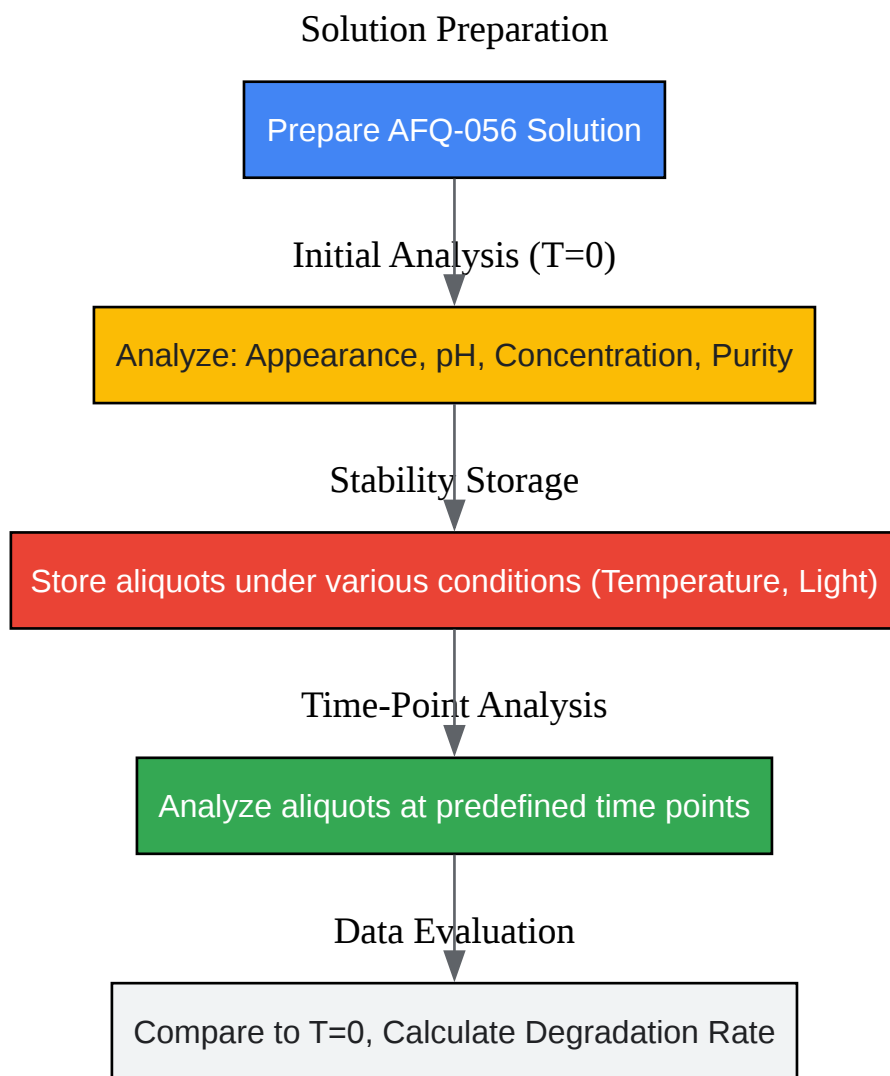 Solution Preparation
Prepare AFQ-056 Solution
Initial Analysis (T=0)
Analyze: Appearance, pH, Concentration, Purity
Stability Storage
Store aliquots under various conditions (Temperature, Light)
Time-Point Analysis
Analyze aliquots at predefined time points
Data Evaluation
Compare to T=0, Calculate Degradation Rate